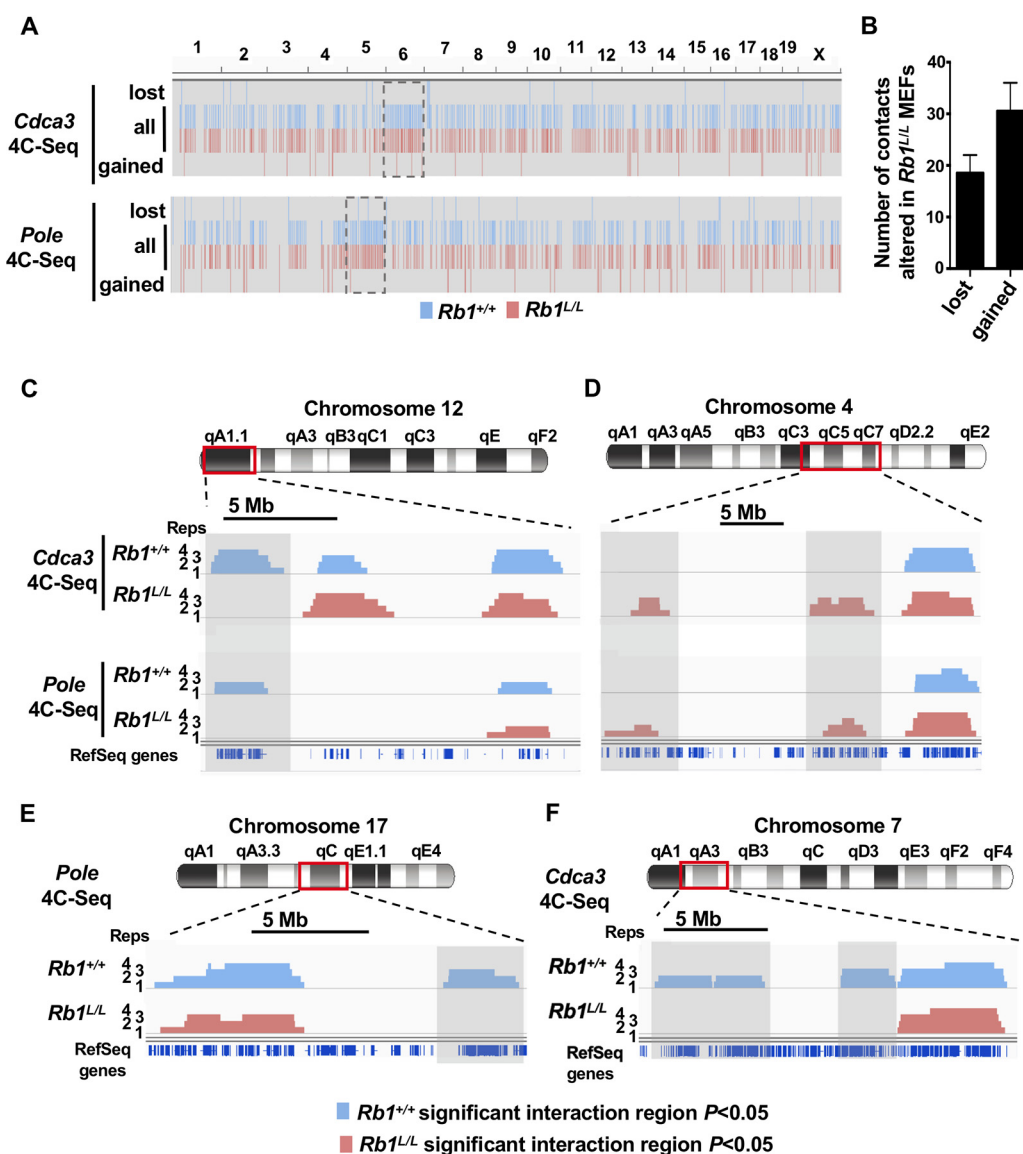 A
1 2 3 4 5 6 7 8 9 10 11 12 13 14 15 16 17 18 19 X
Cdca3
4C-Seq
lost
all
gained
Pole
4C-Seq
lost
all
gained
Rb1+/+ Rb1L/L
B
Number of contacts
altered in Rb1L/L MEFs
40
30
20
10
0
lost
gained
C
Chromosome 12
qA1.1 qA3 qB3 qC1 qC3 qE qF2
5 Mb
Reps
Cdca3
4C-Seq
Rb1+/+
4
3
2
1
Rb1L/L
4
3
2
1
Pole
4C-Seq
Rb1+/+
4
3
2
1
Rb1L/L
4
3
2
1
RefSeq genes
D
Chromosome 4
qA1 qA3 qA5 qB3 qC3 qC5 qC7 qD2.2 qE2
5 Mb
E
Chromosome 17
Pole
4C-Seq
qA1 qA3.3 qC qE1.1 qE4
5 Mb
Reps
Rb1+/+
4
3
2
1
Rb1L/L
4
3
2
1
RefSeq
genes
F
Chromosome 7
Cdca3
4C-Seq
qA1 qA3 qB3 qC qD3 qE3 qF2 qF4
5 Mb
Reps
Rb1+/+
4
3
2
1
Rb1L/L
4
3
2
1
RefSeq
genes
Rb1+/+ significant interaction region P<0.05
Rb1L/L significant interaction region P<0.05